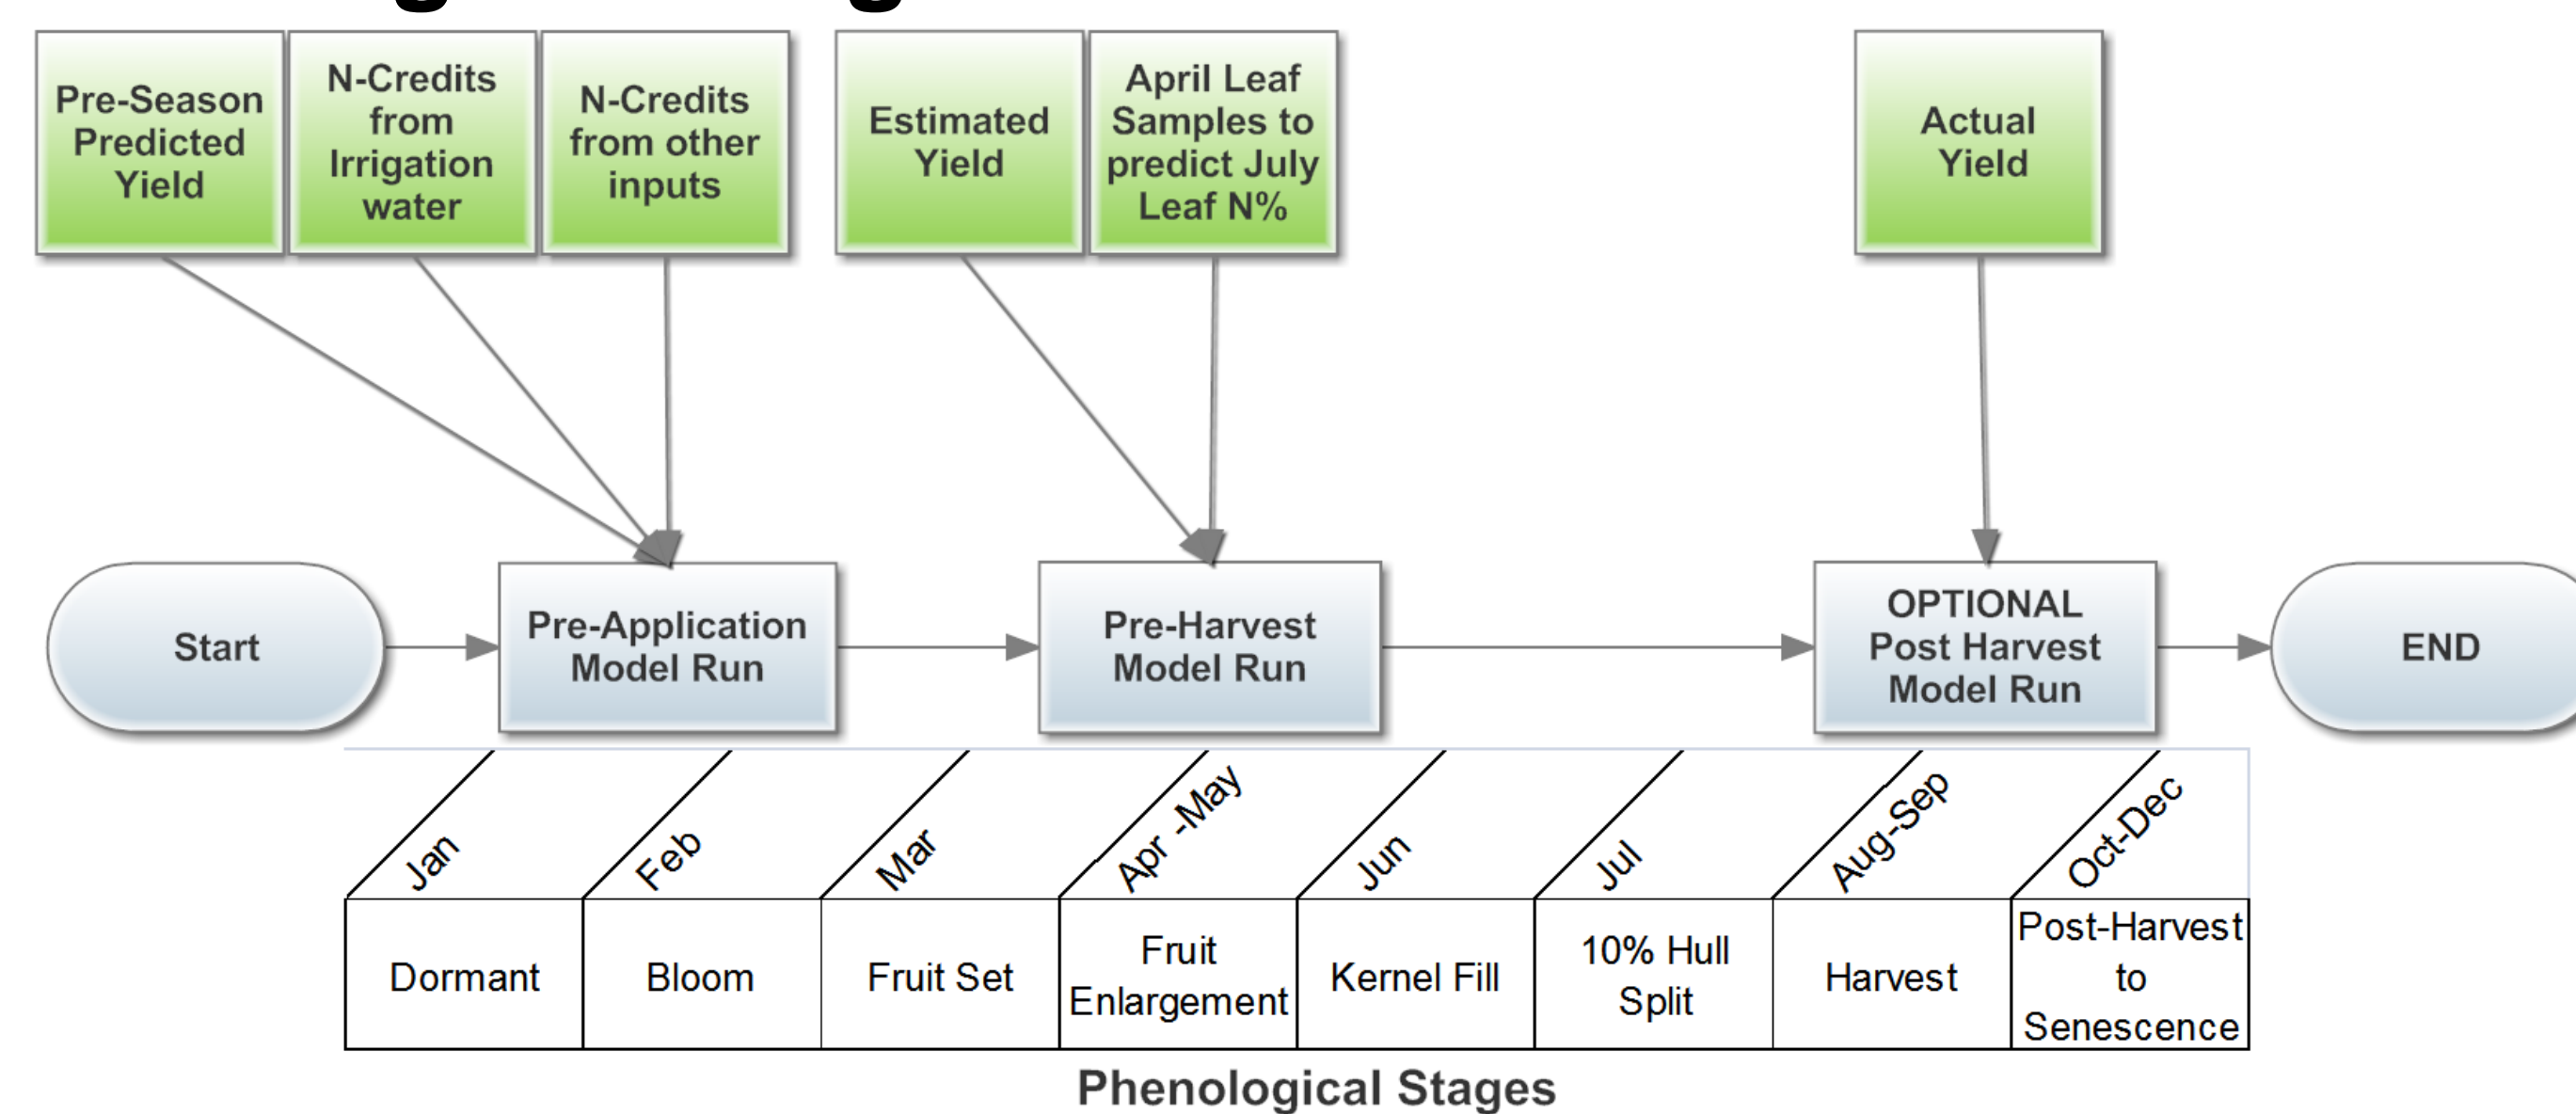 Pre-Season
Predicted
Yield
N-Credits
from
Irrigation
water
N-Credits
from other
inputs
Estimated
Yield
April Leaf
Samples to
predict July
Leaf N%
Actual
Yield
Start
Pre-Application
Model Run
Pre-Harvest
Model Run
OPTIONAL
Post Harvest
Model Run
END
Jan
Feb
Mar
Apr -May
Jun
Jul
Aug-Sep
Oct-Dec
Dormant
Bloom
Fruit Set
Fruit
Enlargement
Kernel Fill
10% Hull
Split
Harvest
Post-Harvest
to
Senescence
Phenological Stages